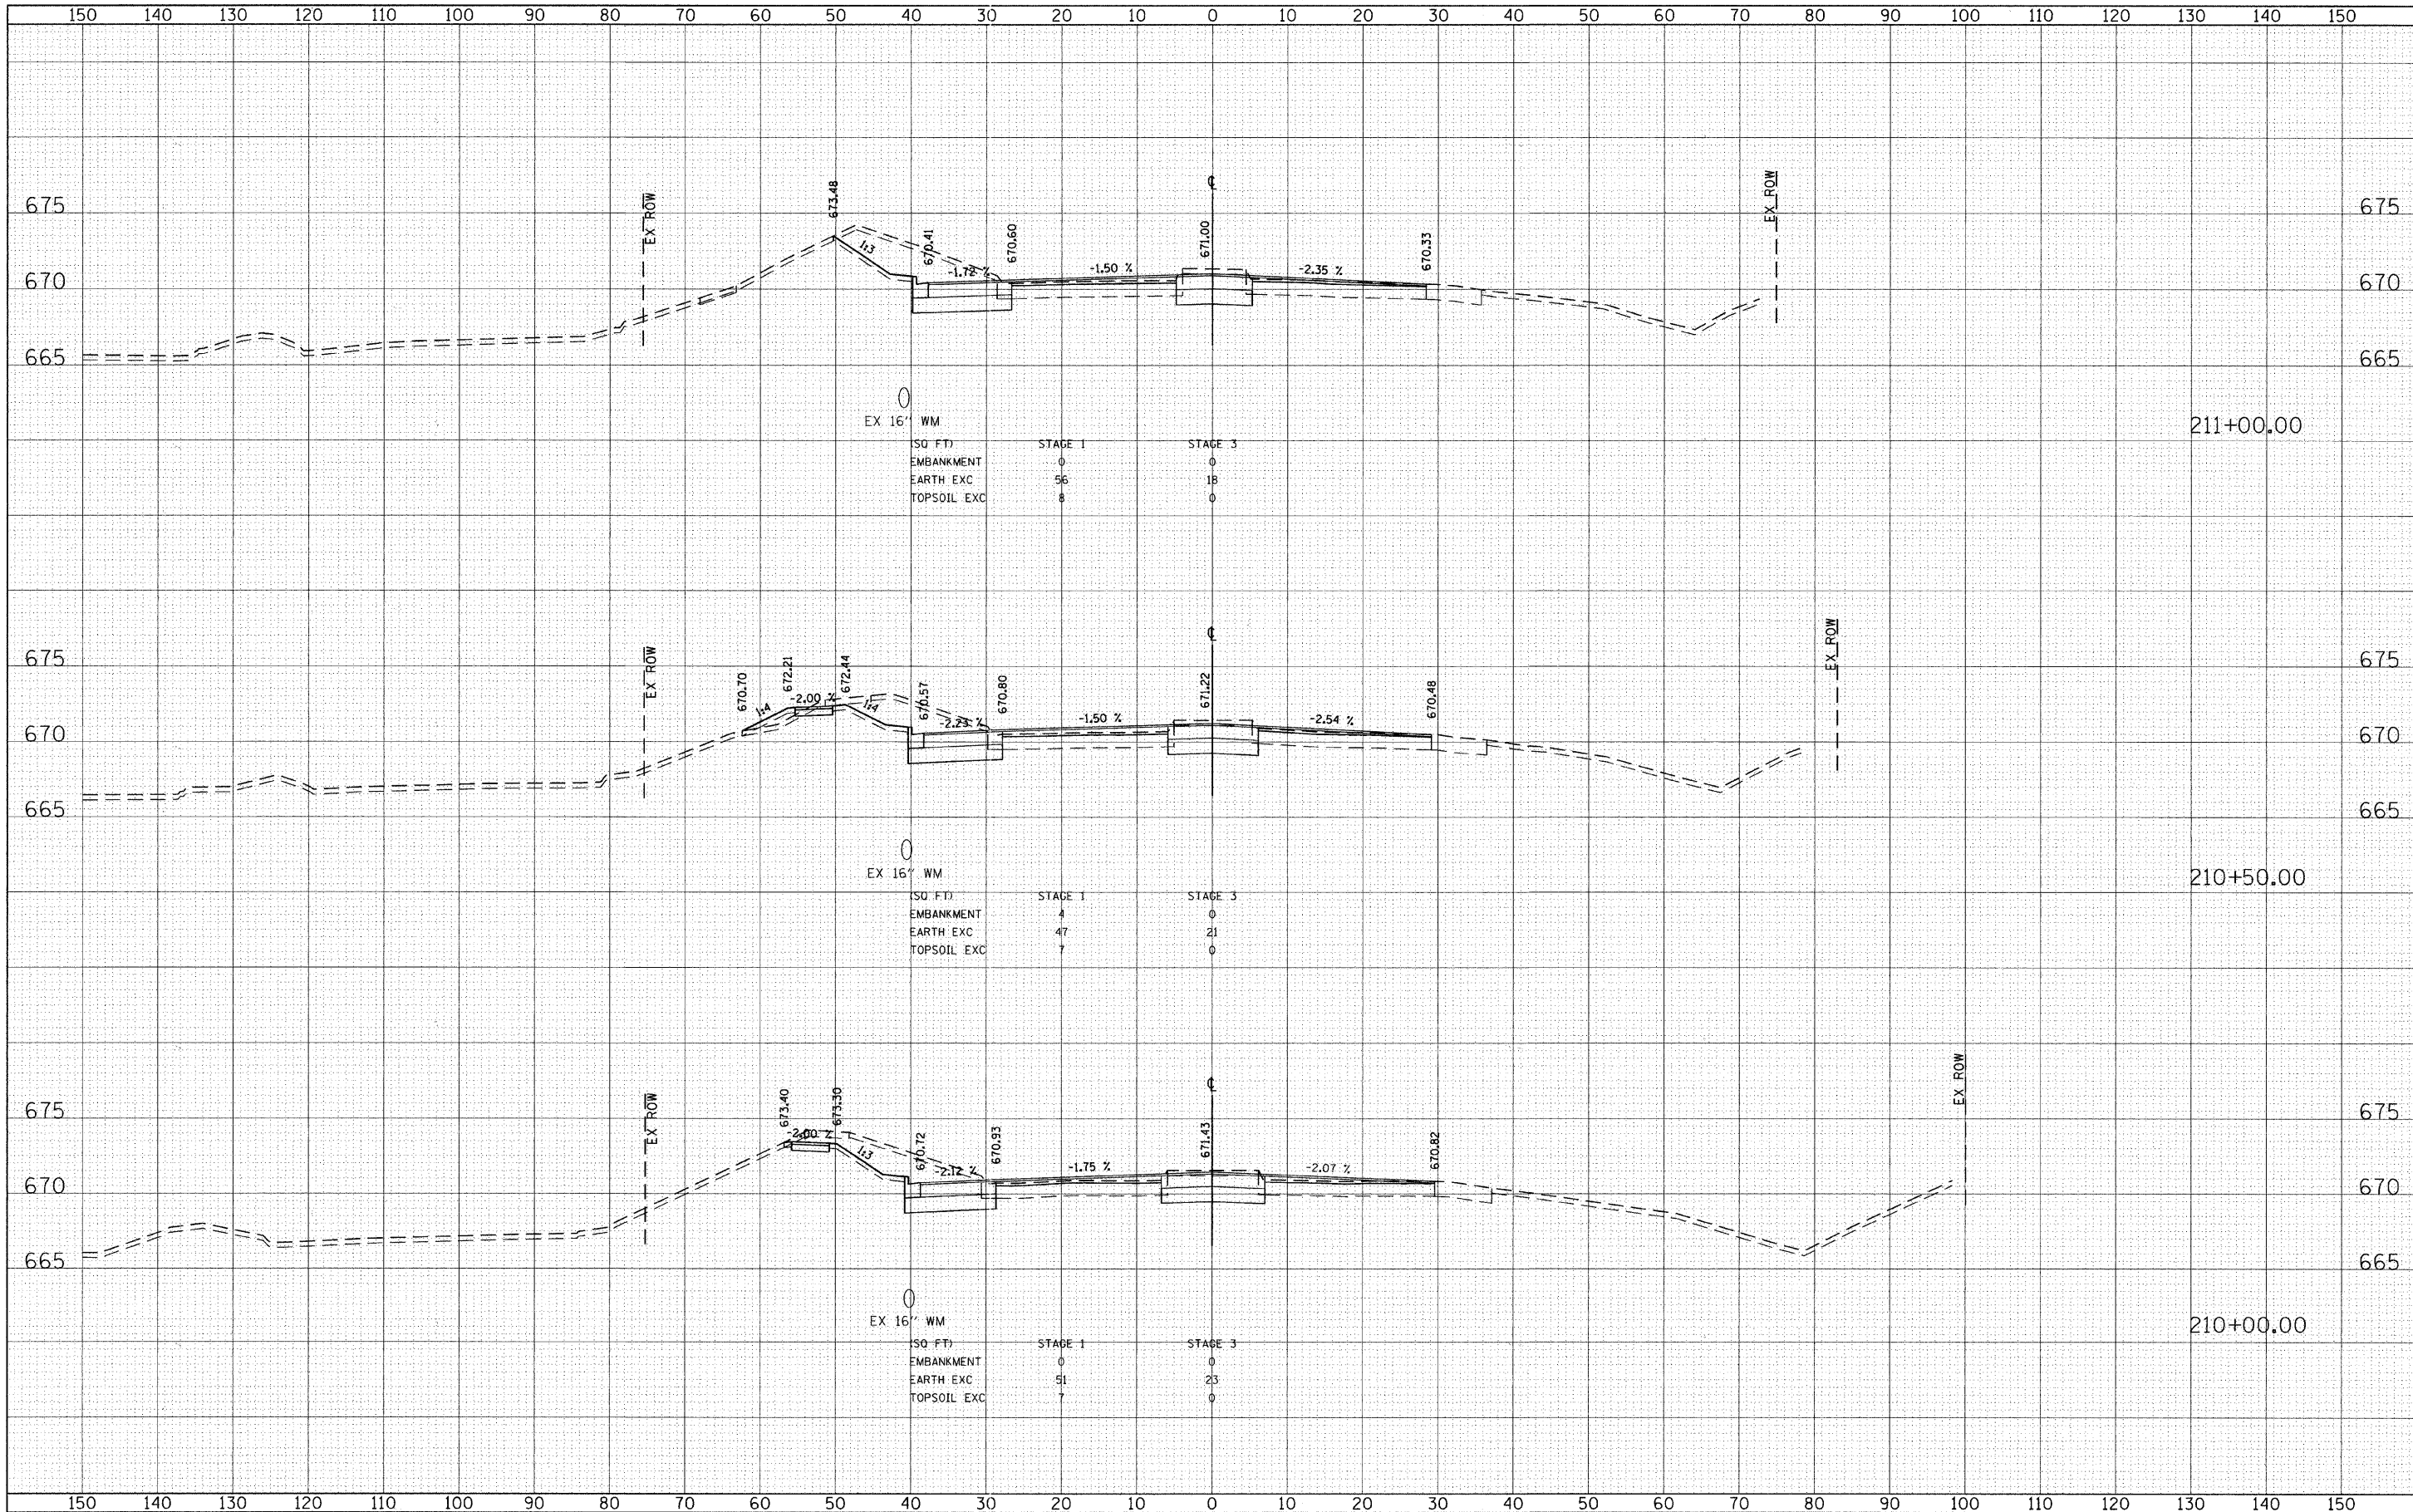 150 140 130 120 110 100 90 80 70 60 50 40 30 20 10 0 10 20 30 40 50 60 70 80 90 100 110 120 130 140 150
EX ROW
673.48
670.41
670.60
℄
671.00
670.33
EX ROW
675 675
1:3
-1.72 %
-1.50 %
-2.35 %
670 670
665 665
EX 16" WM
211+00.00
(SQ FT) STAGE 1 STAGE 3
EMBANKMENT 0 0
EARTH EXC 56 18
TOPSOIL EXC 8 0
EX ROW
670.70
672.21
672.44
670.57
670.80
℄
671.22
670.48
EX ROW
675 675
1:4
-2.00 %
1:4
-2.23 %
-1.50 %
-2.54 %
670 670
665 665
EX 16" WM
210+50.00
(SQ FT) STAGE 1 STAGE 3
EMBANKMENT 4 0
EARTH EXC 47 21
TOPSOIL EXC 7 0
EX ROW
673.40
673.30
670.72
670.93
℄
671.43
670.82
EX ROW
675 675
-2.00 %
1:3
-2.12 %
-1.75 %
-2.07 %
670 670
665 665
EX 16" WM
210+00.00
(SQ FT) STAGE 1 STAGE 3
EMBANKMENT 0 0
EARTH EXC 51 23
TOPSOIL EXC 7 0
150 140 130 120 110 100 90 80 70 60 50 40 30 20 10 0 10 20 30 40 50 60 70 80 90 100 110 120 130 140 150